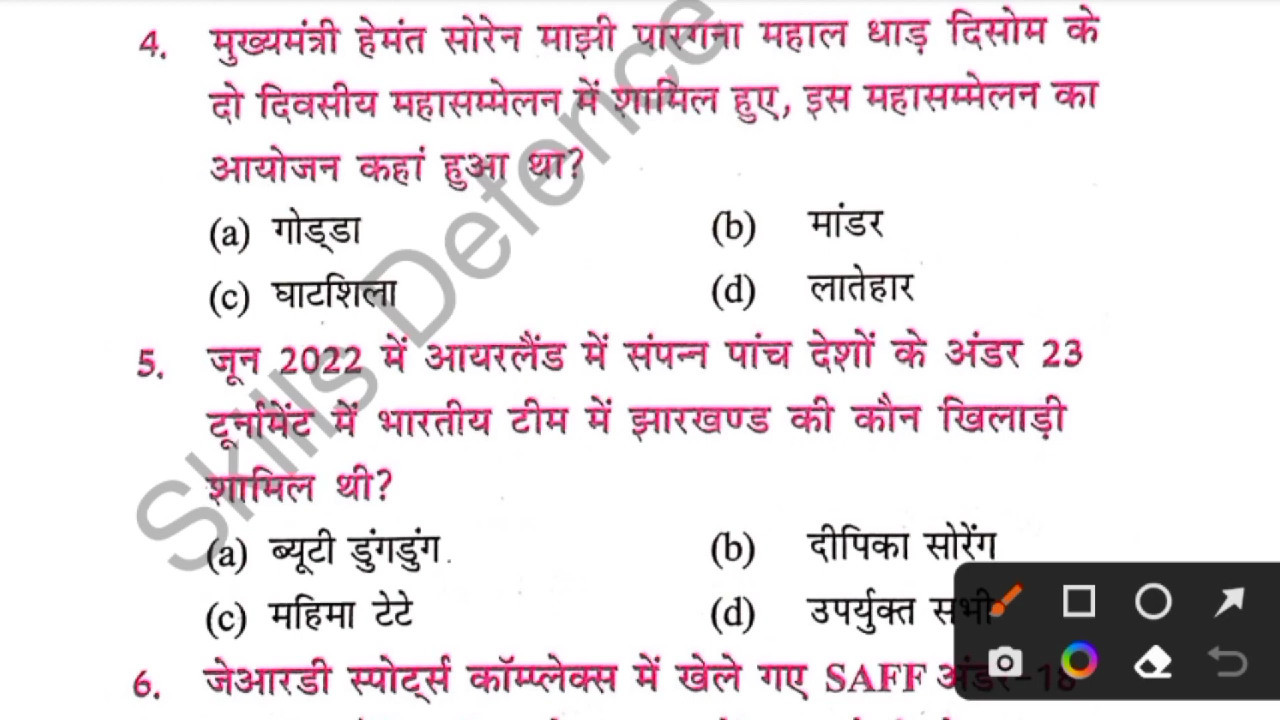 4. मुख्यमंत्री हेमंत सोरेन माझी पारगना महाल धाड़ दिसोम के
दो दिवसीय महासम्मेलन में शामिल हुए, इस महासम्मेलन का
आयोजन कहां हुआ था?
(a) गोड्डा (b) मांडर
(c) घाटशिला (d) लातेहार
5. जून 2022 में आयरलैंड में संपन्न पांच देशों के अंडर 23
टूर्नामेंट में भारतीय टीम में झारखण्ड की कौन खिलाड़ी
शामिल थी?
(a) ब्यूटी डुंगडुंग. (b) दीपिका सोरेंग
(c) महिमा टेटे (d) उपर्युक्त सभी
6. जेआरडी स्पोर्ट्स कॉम्प्लेक्स में खेले गए SAFF अंडर-18
Skills Defence